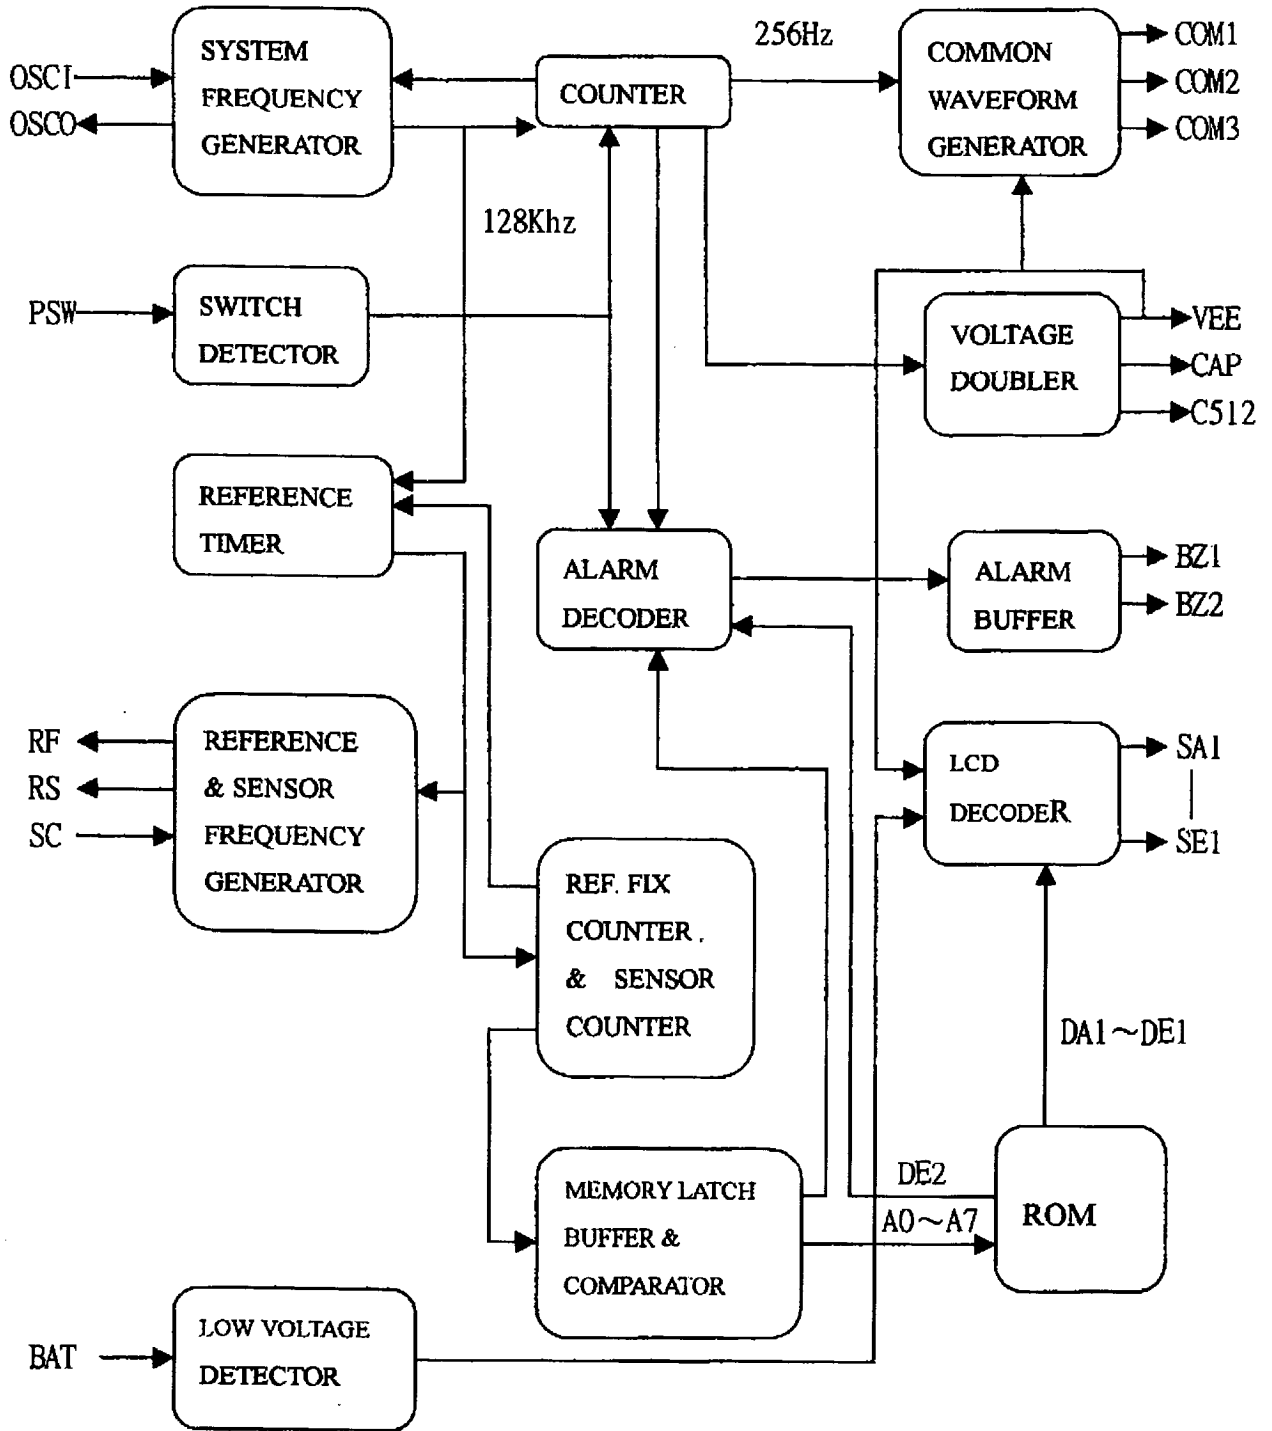 OSCI
OSCO
SYSTEM
FREQUENCY
GENERATOR
COUNTER
256Hz
COMMON
WAVEFORM
GENERATOR
COM1
COM2
COM3
128Khz
PSW
SWITCH
DETECTOR
VOLTAGE
DOUBLER
VEE
CAP
C512
REFERENCE
TIMER
ALARM
DECODER
ALARM
BUFFER
BZ1
BZ2
RF
RS
SC
REFERENCE
& SENSOR
FREQUENCY
GENERATOR
LCD
DECODER
SA1
SE1
REF. FIX
COUNTER
& SENSOR
COUNTER
DA1~DE1
MEMORY LATCH
BUFFER &
COMPARATOR
DE2
A0~A7
ROM
BAT
LOW VOLTAGE
DETECTOR